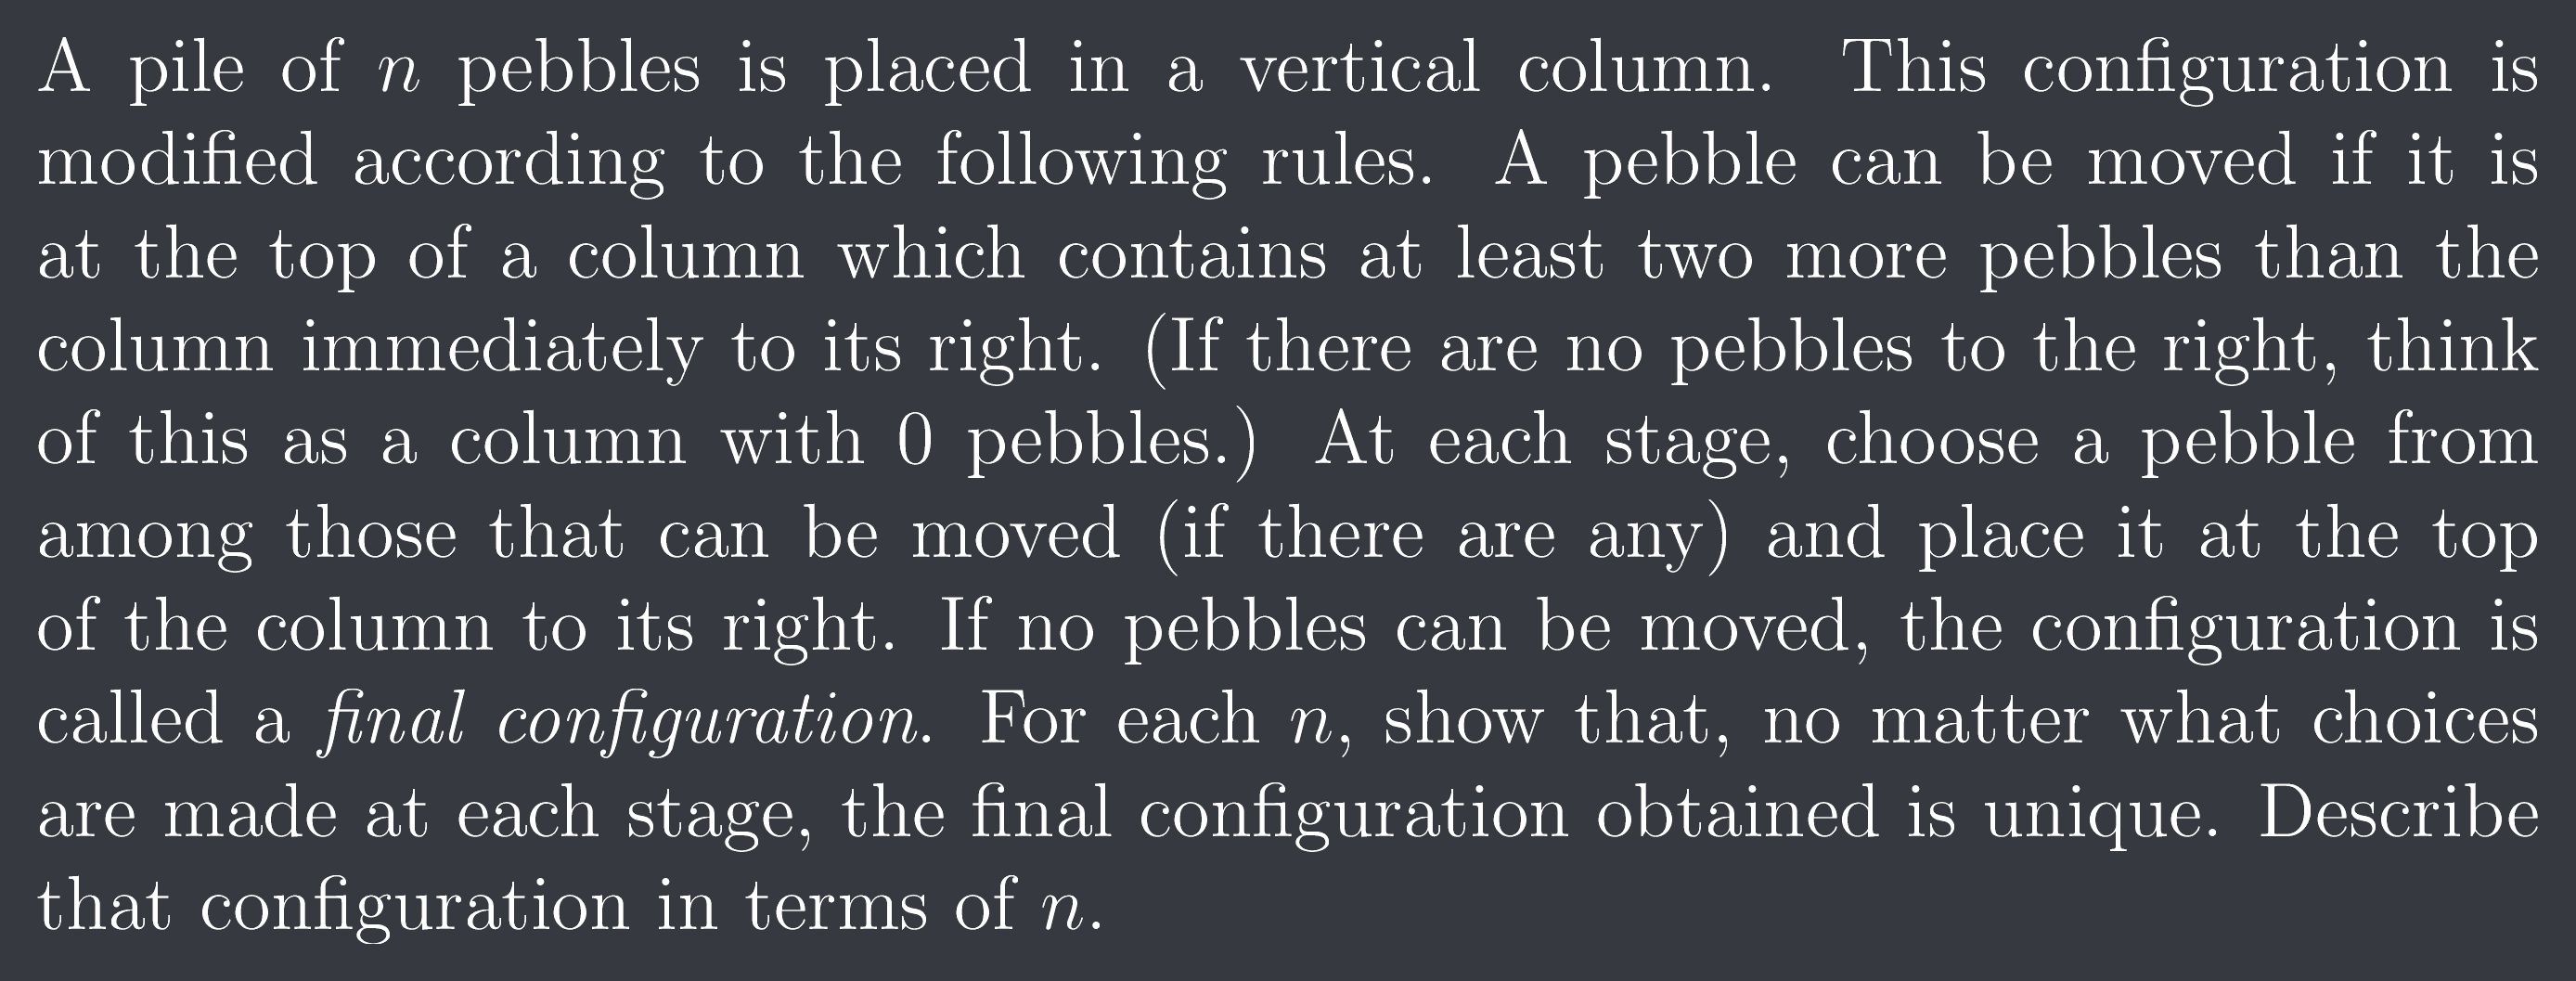 A pile of n pebbles is placed in a vertical column. This configuration is
modified according to the following rules. A pebble can be moved if it is
at the top of a column which contains at least two more pebbles than the
column immediately to its right. (If there are no pebbles to the right, think
of this as a column with 0 pebbles.) At each stage, choose a pebble from
among those that can be moved (if there are any) and place it at the top
of the column to its right. If no pebbles can be moved, the configuration is
called a final configuration. For each n, show that, no matter what choices
are made at each stage, the final configuration obtained is unique. Describe
that configuration in terms of n.